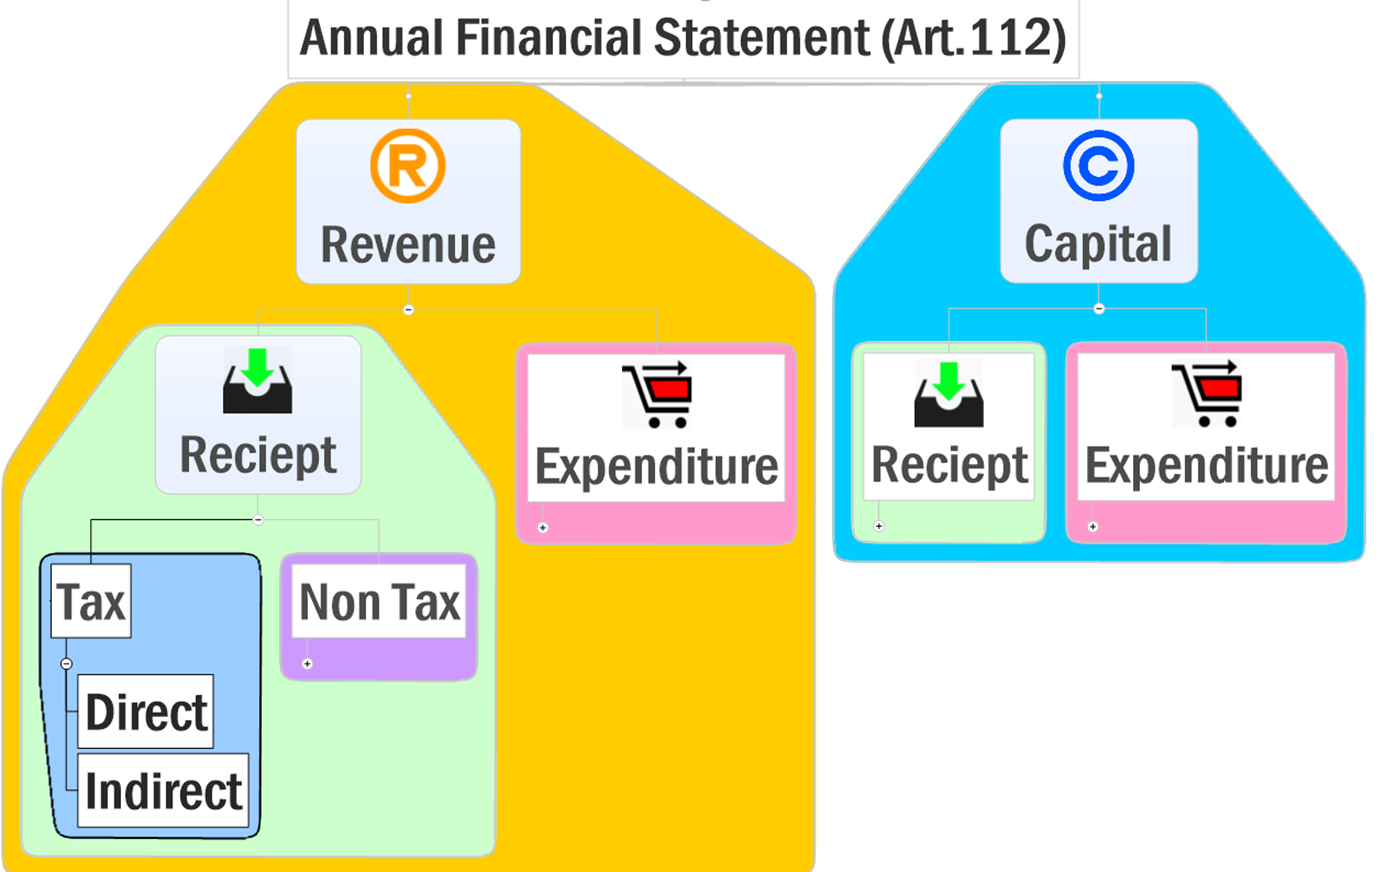 Annual Financial Statement (Art.112)
R
Revenue
C
Capital
Reciept
Expenditure
Reciept
Expenditure
Tax
Non Tax
Direct
Indirect